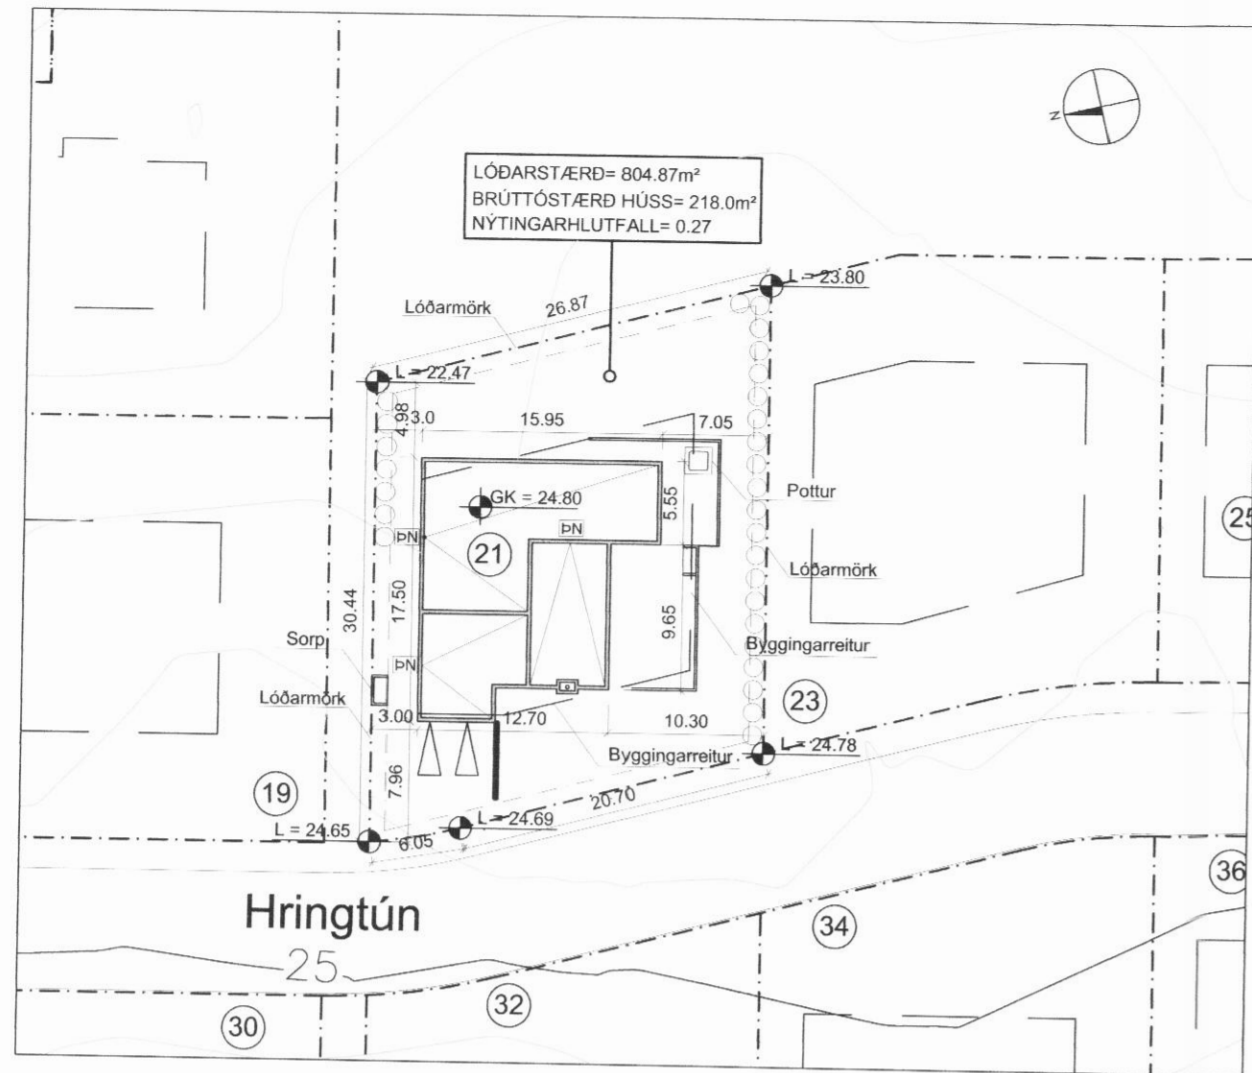 N
LÓÐARSTÆRÐ= 804.87m²
BRÚTTÓSTÆRÐ HÚSS= 218.0m²
NÝTINGARHLUTFALL= 0.27
L = 23.80
Lóðarmörk
26.87
L = 22.47
4.98
3.0
15.95
7.05
GK = 24.80
5.55
Pottur
25
ÞN
ÞN
21
Lóðarmörk
30.44
17.50
9.65
Sorp
Byggingarreitur
ÞN
Lóðarmörk
23
3.00
12.70
10.30
L = 24.78
Byggingarreitur
7.96
19
20.70
L = 24.69
L = 24.65
6.05
36
Hringtún
34
25
32
30